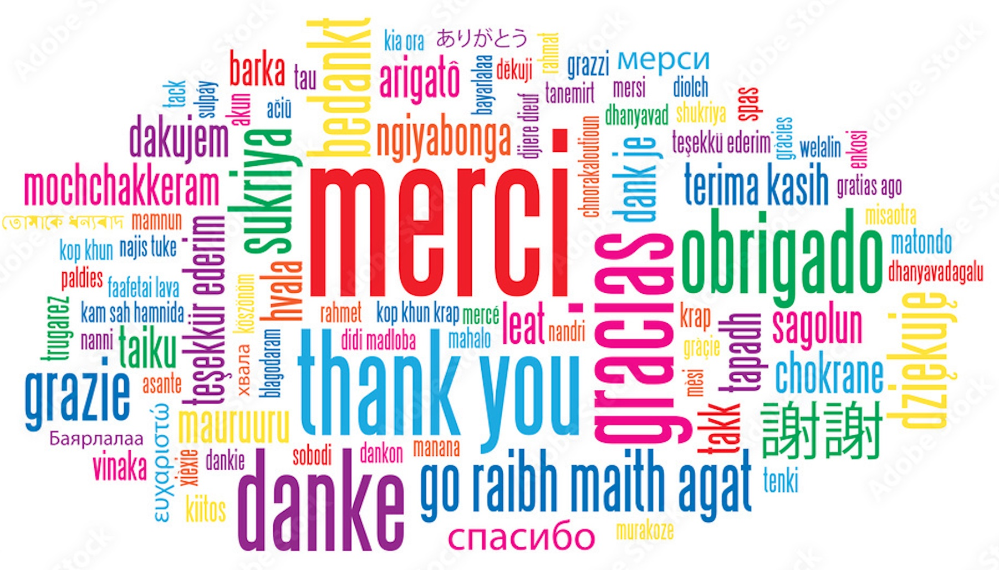 kia ora
ありがとう
bedankt
rahmat
barka
tau
arigatô
bayarlalaa
děkuji
grazzi
мерси
tack
sulpáy
akun
ačiū
djiere dieuf
tanemirt
mersi
diolch
spas
dhanyavad
shukriya
dakujem
sukriya
ngiyabonga
chnorakaloutioun
dank je
teşekkü ederim
gràcies
welalin
enkosi
mochchakkeram
merci
terima kasih
gratias ago
তোমাকে ধন্যবাদ
mamnun
misaotra
kop khun
najis tuke
teşekkür ederim
gracias
obrigado
matondo
paldies
faafetai lava
köszönöm
hvala
dhanyavadagalu
trugarez
kam sah hamnida
rahmet
kop khun krap
mercé
leat
nandri
krap
tapadh
sagolun
dziękuję
nanni
taiku
хвала
blagodaram
didi madloba
mahalo
gràçie
grazie
asante
thank you
mèsi
chokrane
ευχαριστώ
mauruuru
takk
謝謝
Баярлалаа
vinaka
xièxie
dankie
sobodi
dankon
manana
kiitos
danke
go raibh maith agat
tenki
спасибо
murakoze